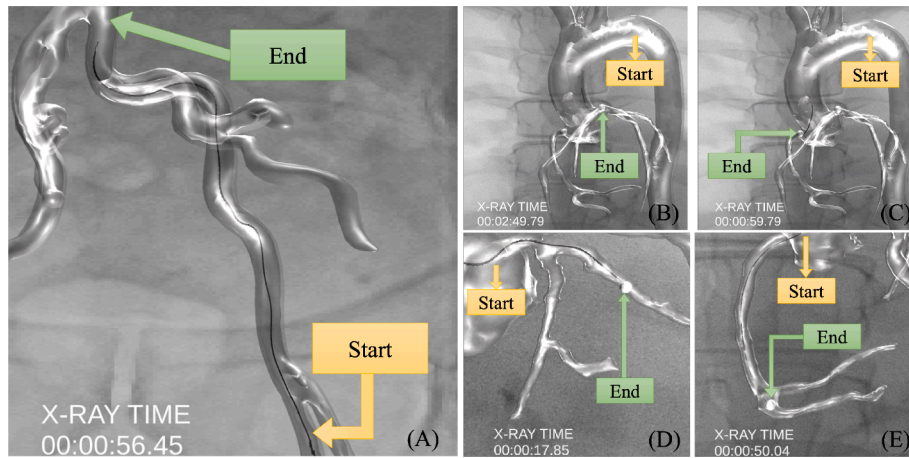 End
Start
X-RAY TIME
00:00:56.45
(A)
Start
End
X-RAY TIME
00:02:49.79
(B)
Start
End
X-RAY TIME
00:00:59.79
(C)
Start
End
X-RAY TIME
00:00:17.85
(D)
Start
End
X-RAY TIME
00:00:50.04
(E)